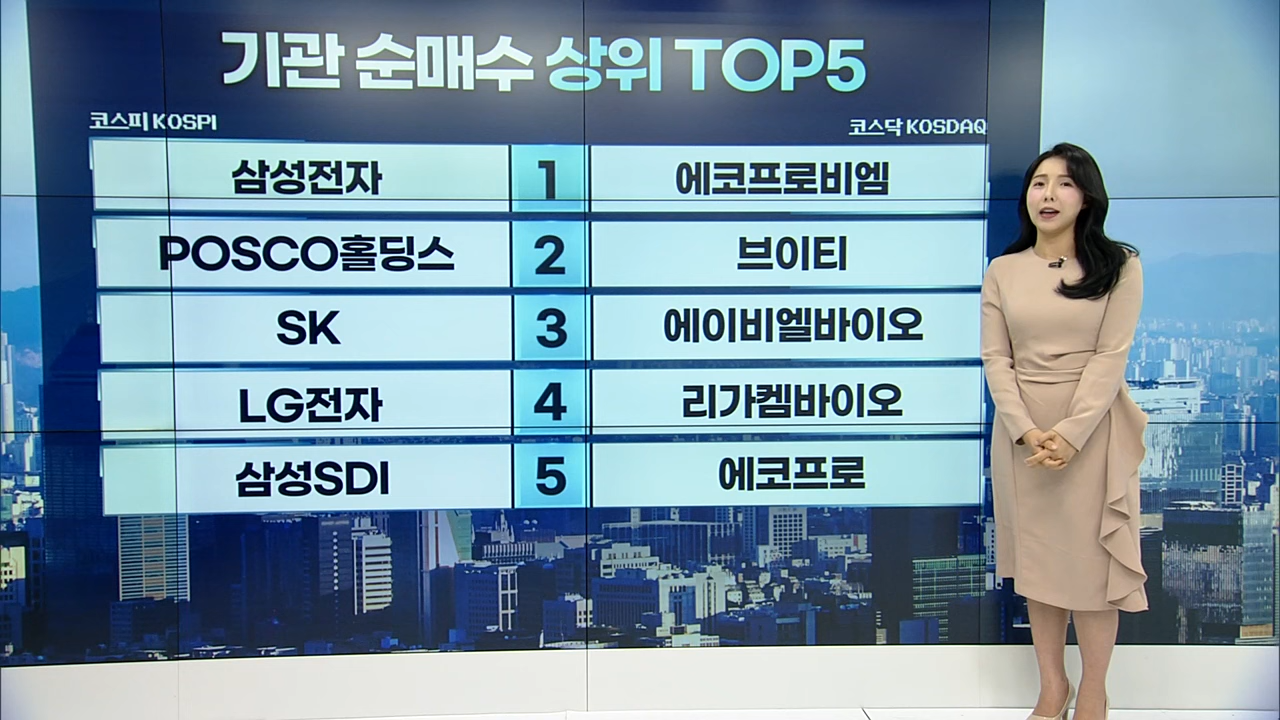 기관 순매수 상위 TOP5
코스피 KOSPI
코스닥 KOSDAQ
삼성전자 1 에코프로비엠
POSCO홀딩스 2 브이티
SK 3 에이비엘바이오
LG전자 4 리가켐바이오
삼성SDI 5 에코프로